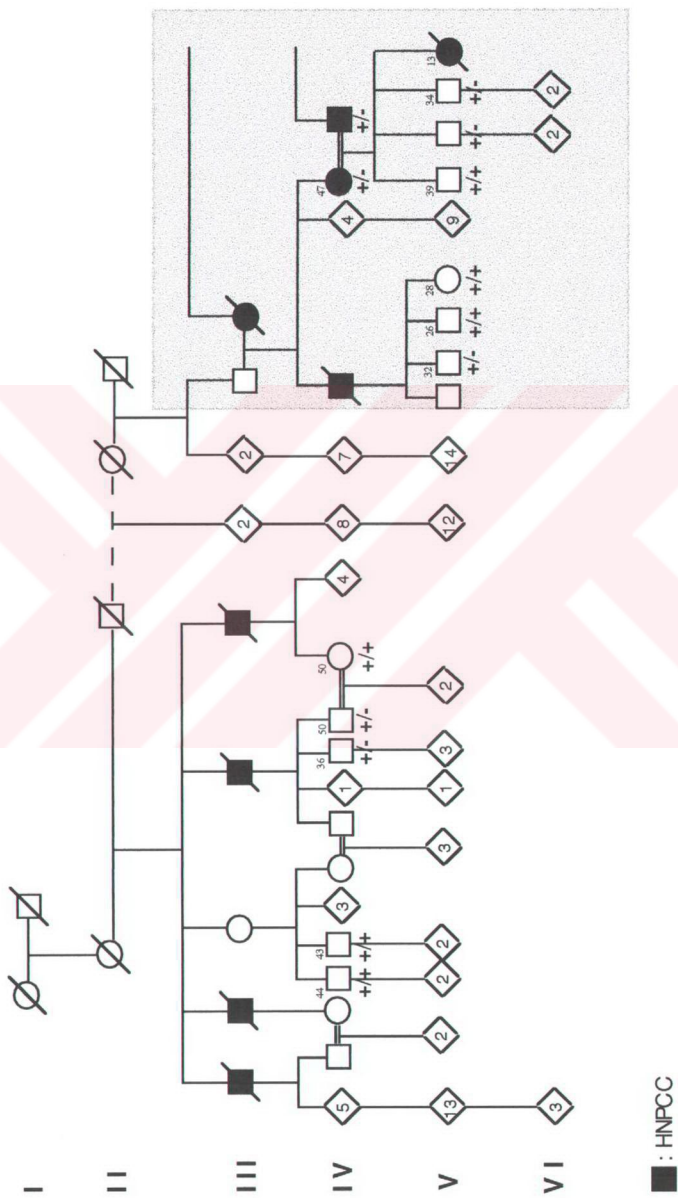 I
II
III 2 2
44 43 36 50 50 47
IV 5 3 1 4 8 7 4
+/+ +/+ +/- +/- +/+ +/- +/-
32 26 28 39 34 13
V 13 2 2 2 3 1 3 2 12 14 9
+/- +/+ +/+ +/+ +/- +/-
VI 3 2 2
: HNPCC